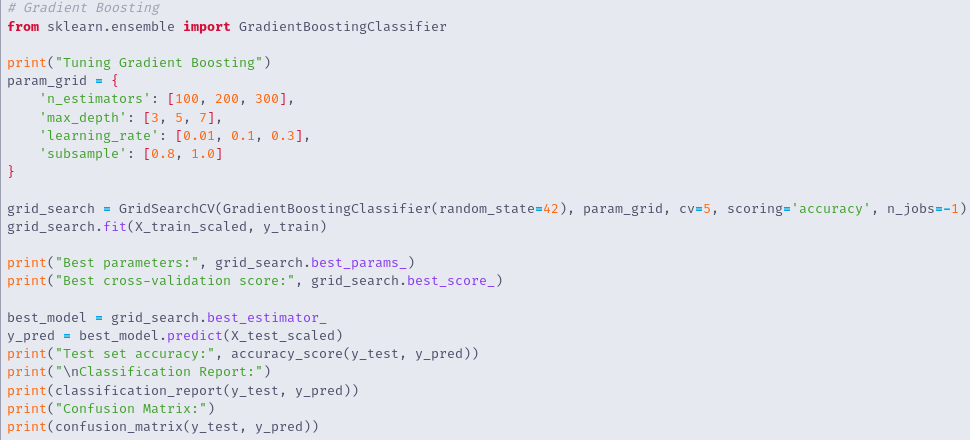 # Gradient Boosting
from sklearn.ensemble import GradientBoostingClassifier

print("Tuning Gradient Boosting")
param_grid = {
    'n_estimators': [100, 200, 300],
    'max_depth': [3, 5, 7],
    'learning_rate': [0.01, 0.1, 0.3],
    'subsample': [0.8, 1.0]
}

grid_search = GridSearchCV(GradientBoostingClassifier(random_state=42), param_grid, cv=5, scoring='accuracy', n_jobs=-1)
grid_search.fit(X_train_scaled, y_train)

print("Best parameters:", grid_search.best_params_)
print("Best cross-validation score:", grid_search.best_score_)

best_model = grid_search.best_estimator_
y_pred = best_model.predict(X_test_scaled)
print("Test set accuracy:", accuracy_score(y_test, y_pred))
print("\nClassification Report:")
print(classification_report(y_test, y_pred))
print("Confusion Matrix:")
print(confusion_matrix(y_test, y_pred))